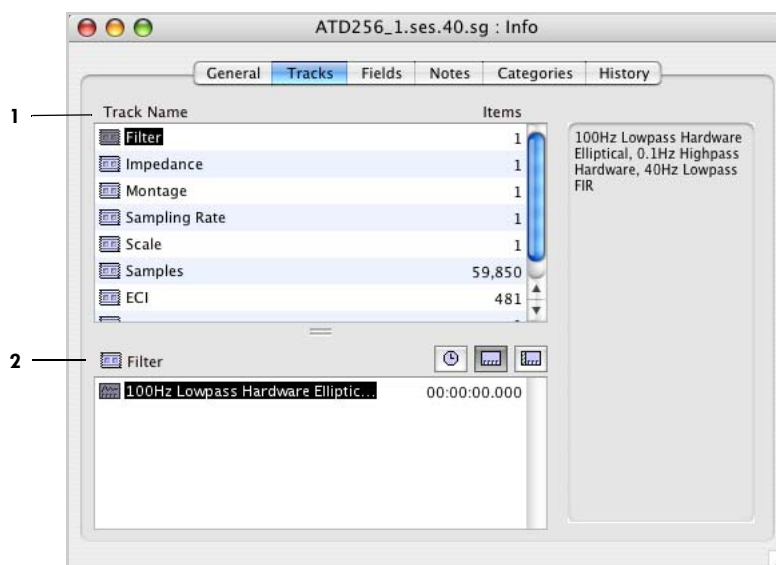 ATD256_1.ses.40.sg : Info
General Tracks Fields Notes Categories History
1
Track Name Items
Filter 1
Impedance 1
Montage 1
Sampling Rate 1
Scale 1
Samples 59,850
ECI 481
100Hz Lowpass Hardware
Elliptical, 0.1Hz Highpass
Hardware, 40Hz Lowpass
FIR
2
Filter
100Hz Lowpass Hardware Elliptic... 00:00:00.000